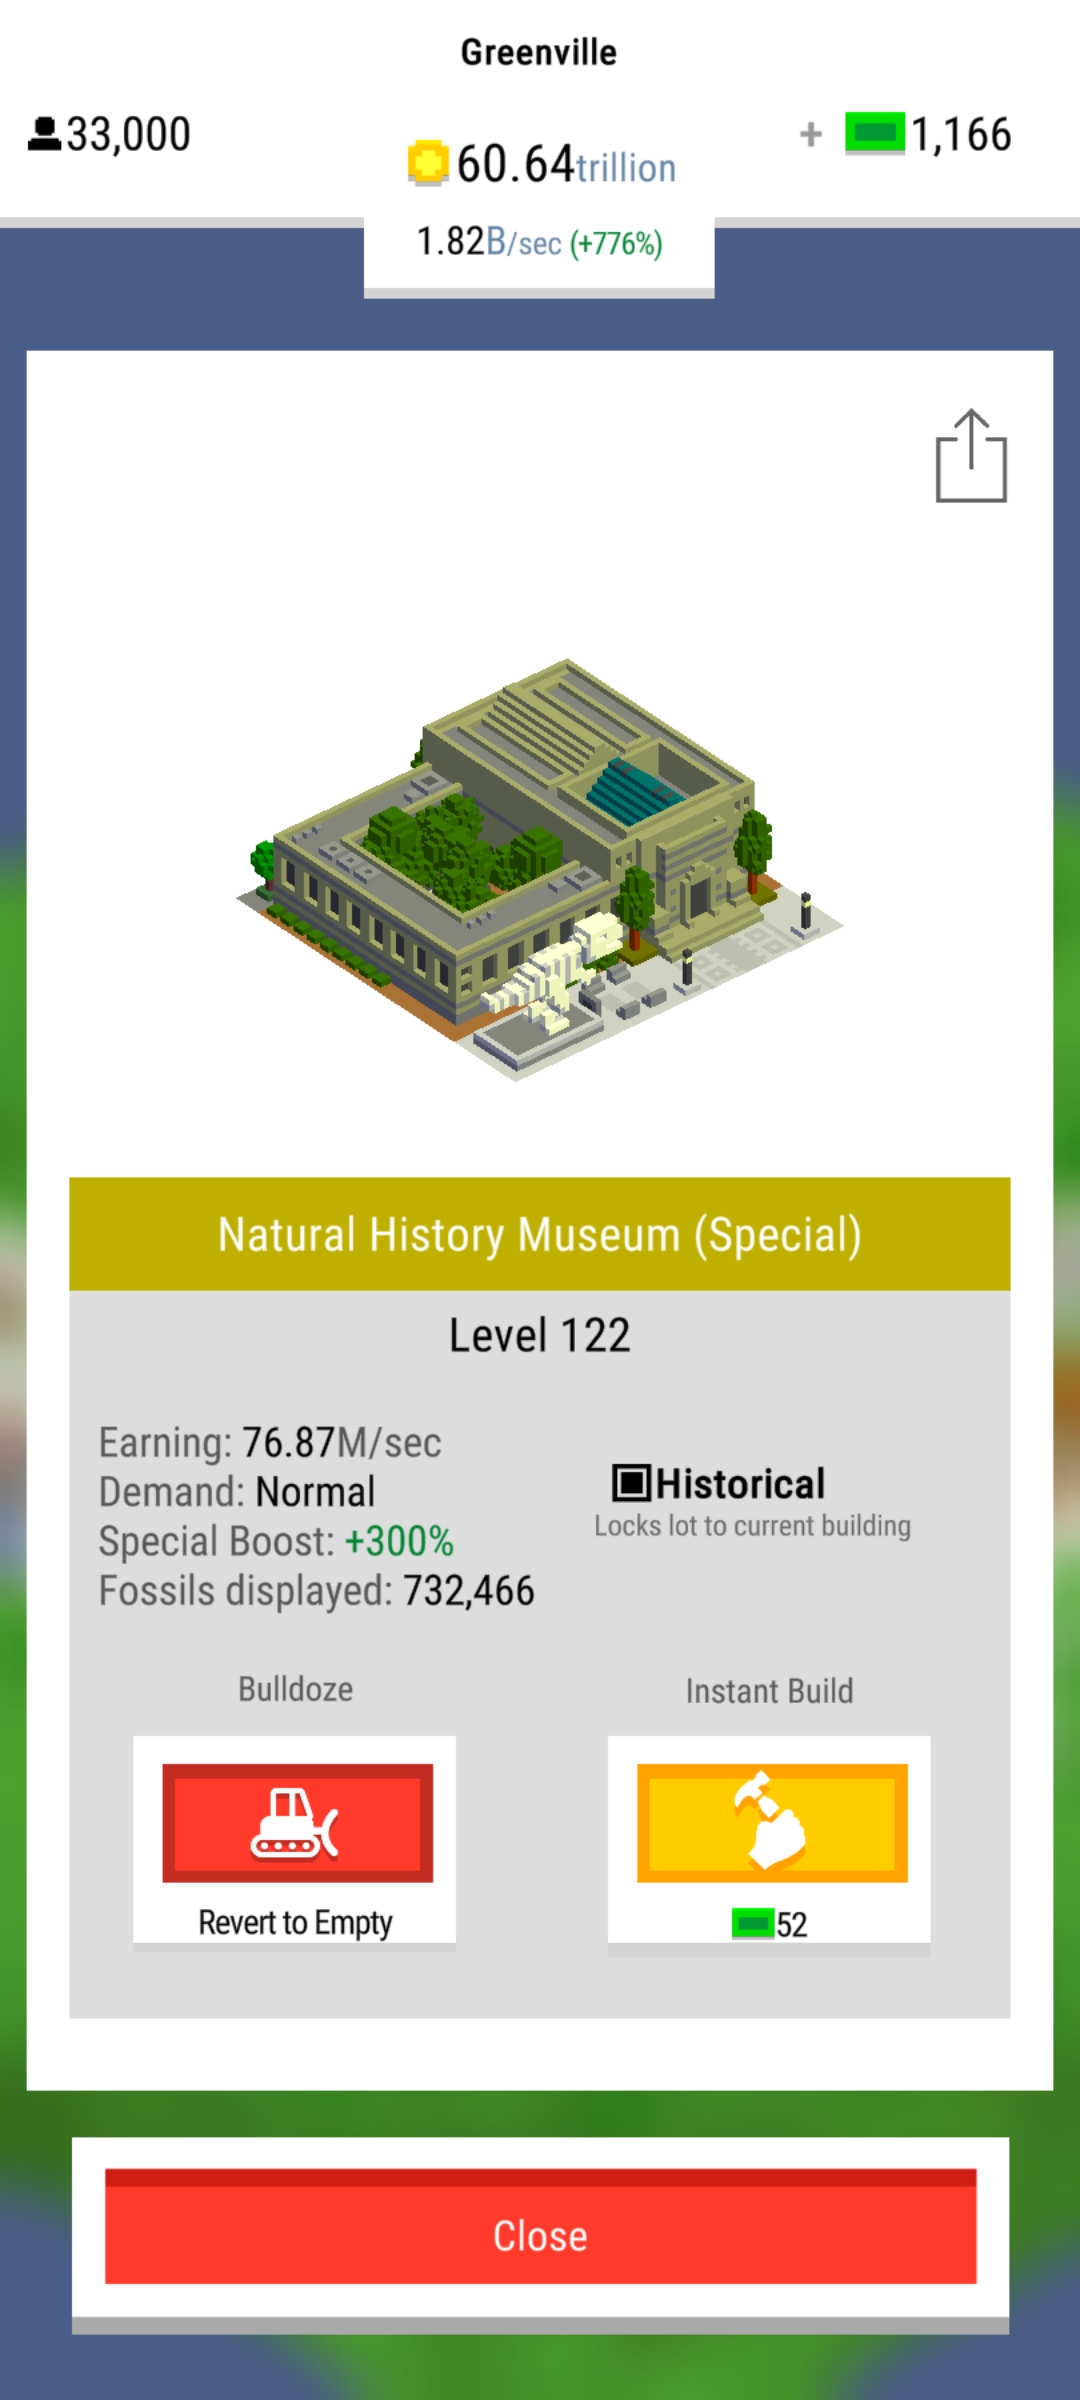 Greenville
33,000
60.64trillion
+ 1,166
1.82B/sec (+776%)
Natural History Museum (Special)
Level 122
Earning: 76.87M/sec
Demand: Normal
Special Boost: +300%
Fossils displayed: 732,466
Historical
Locks lot to current building
Bulldoze
Instant Build
Revert to Empty
52
Close